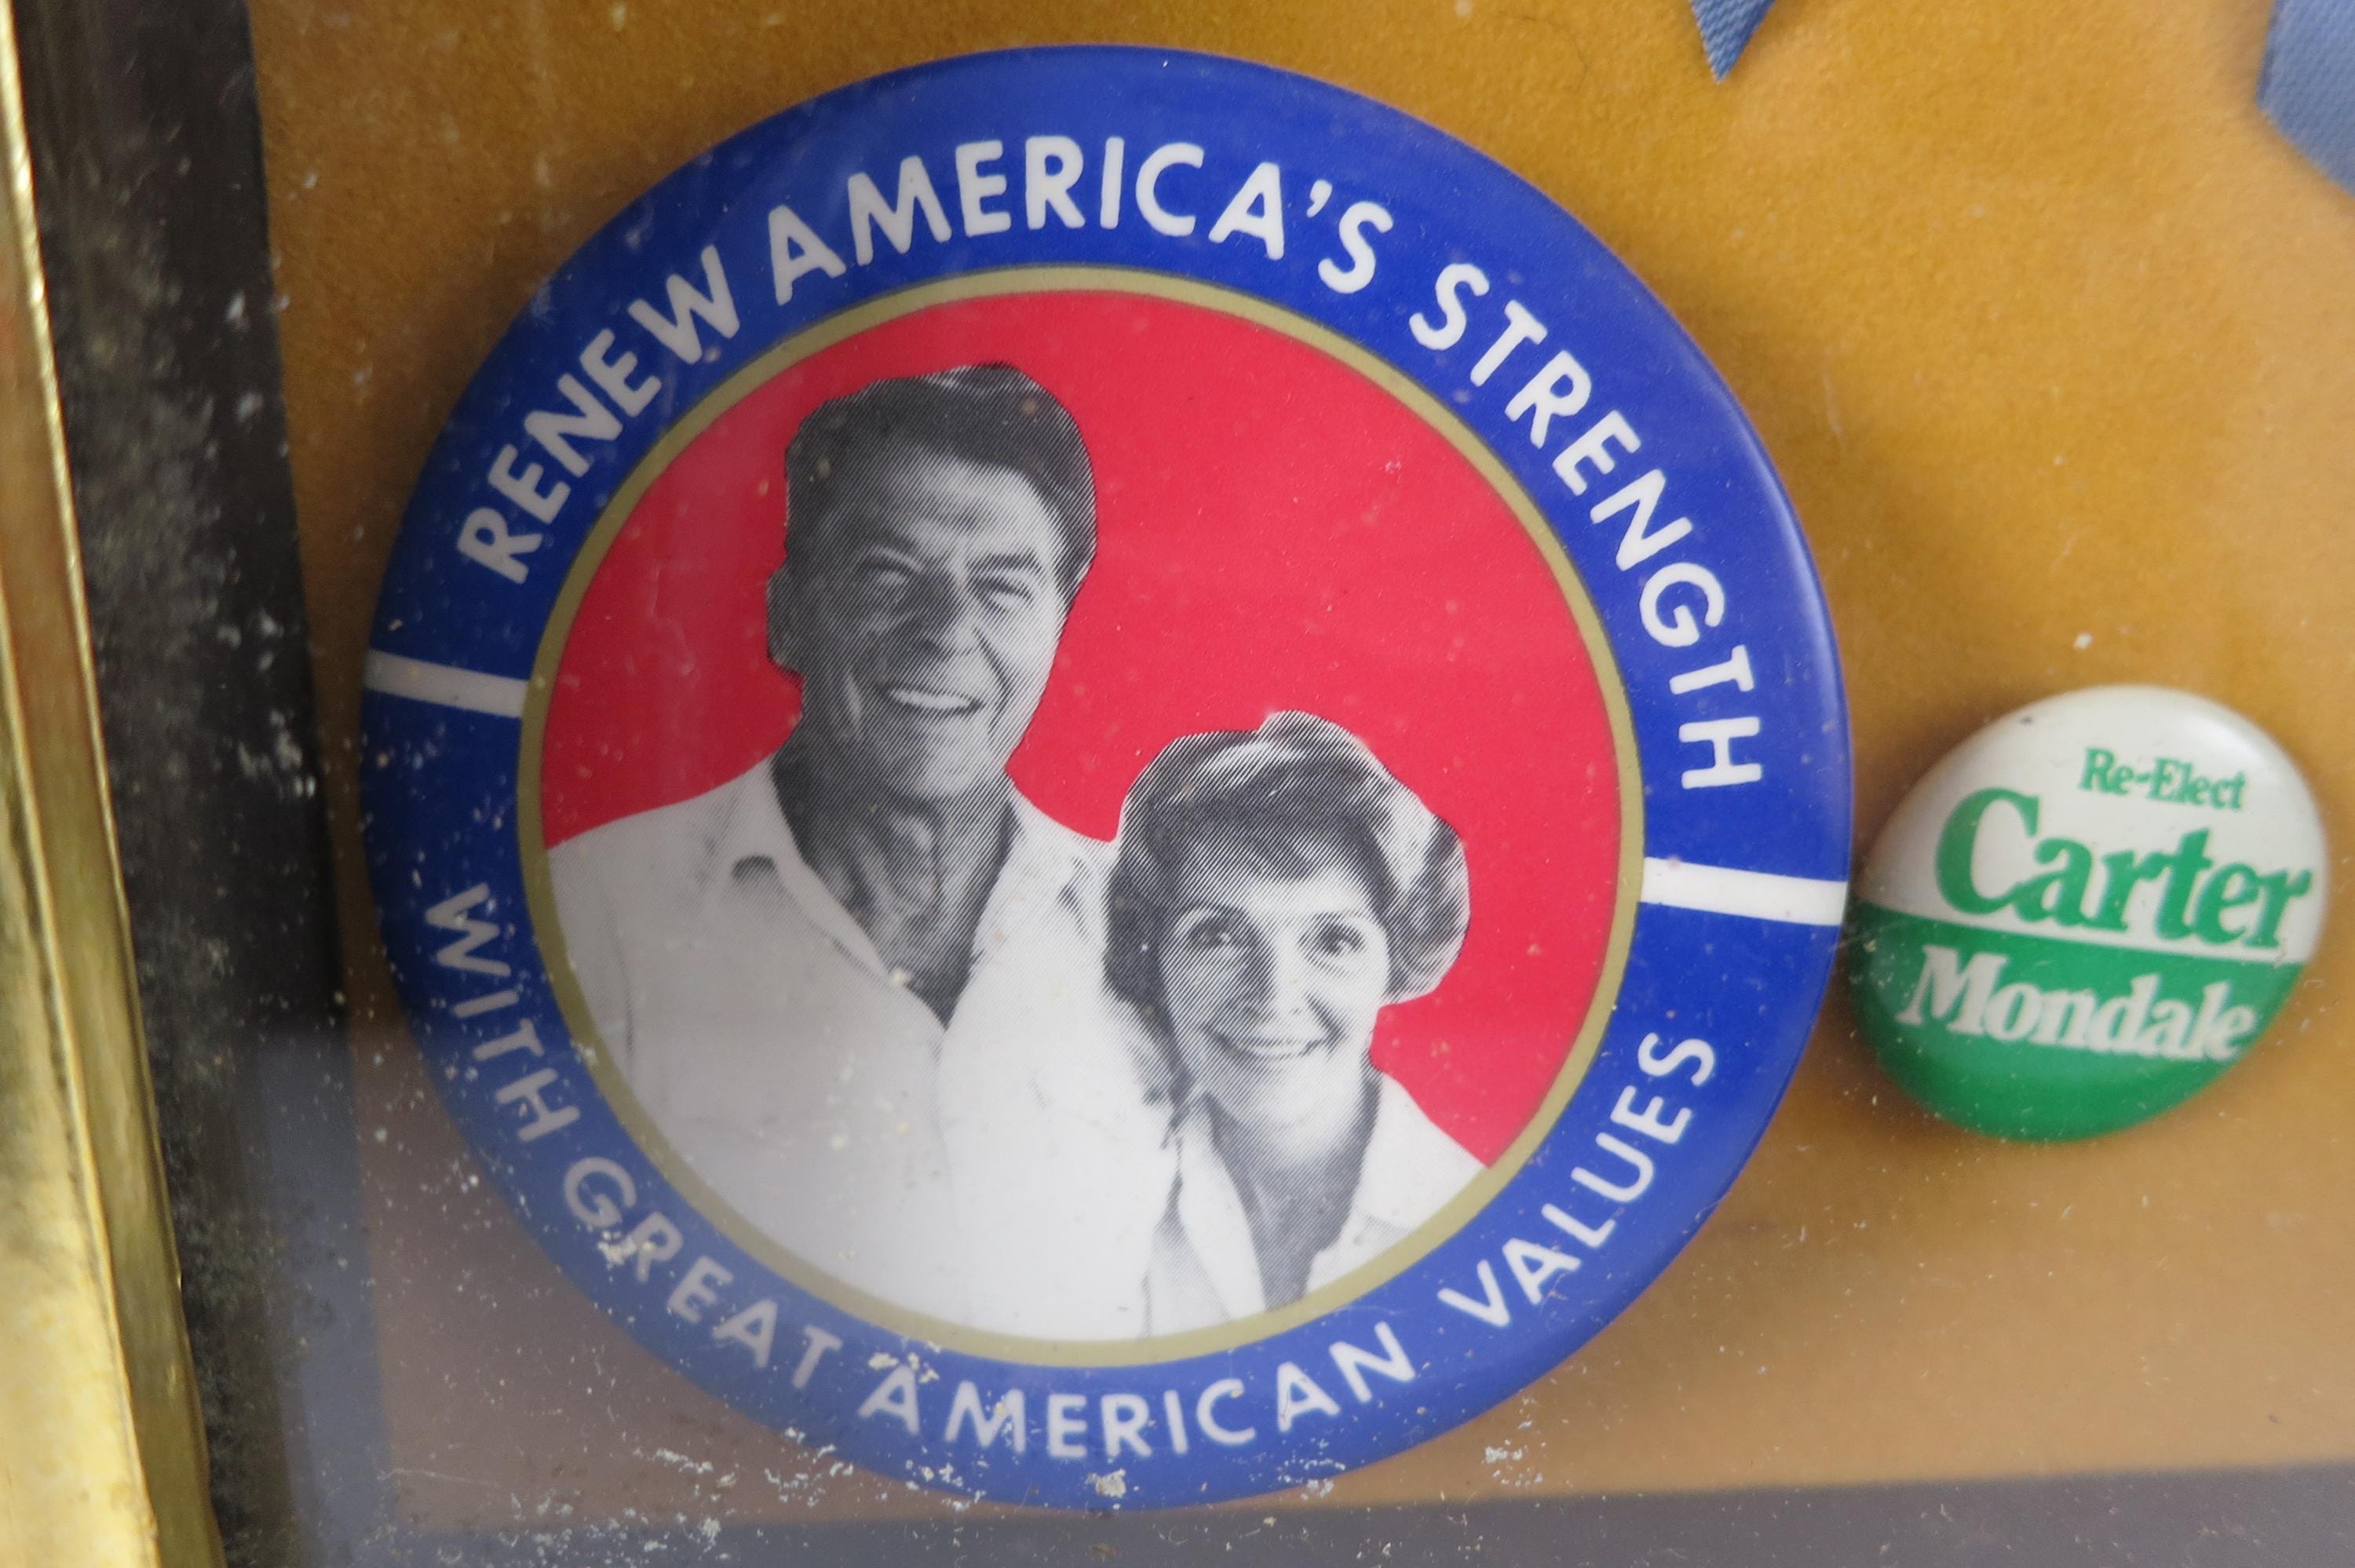 RENEW AMERICA'S STRENGTH
WITH GREAT AMERICAN VALUES
Re-Elect
Carter
Mondale